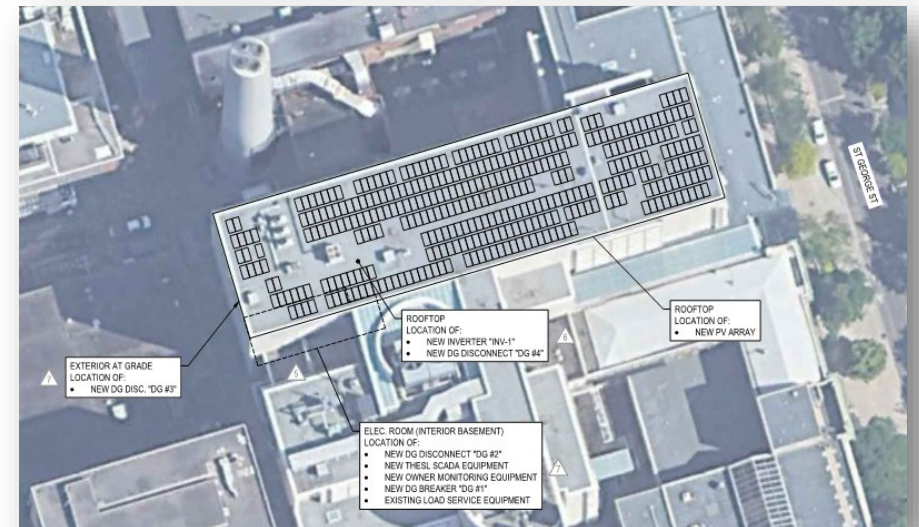 ST GEORGE ST
ROOFTOP
LOCATION OF:
• NEW PV ARRAY
ROOFTOP
LOCATION OF:
• NEW INVERTER "INV-1"
• NEW DG DISCONNECT "DG #4"
6
EXTERIOR AT GRADE
LOCATION OF:
• NEW DG DISC. "DG #3"
5
ELEC. ROOM (INTERIOR BASEMENT)
LOCATION OF:
• NEW DG DISCONNECT "DG #2"
• NEW THESL SCADA EQUIPMENT
• NEW OWNER MONITORING EQUIPMENT
• NEW DG BREAKER "DG #1"
• EXISTING LOAD SERVICE EQUIPMENT
7